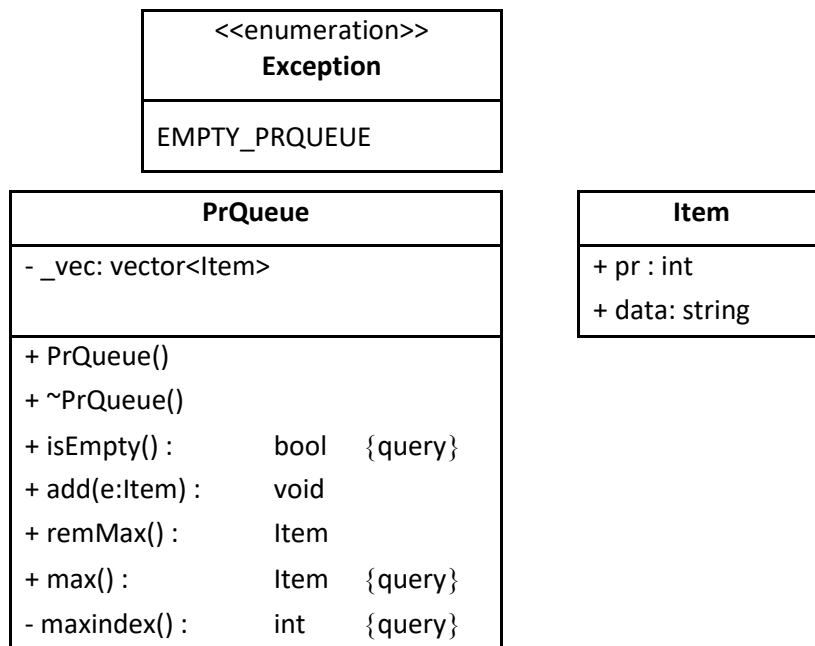 <<enumeration>>
Exception
EMPTY_PRQUEUE
PrQueue
- _vec: vector<Item>
+ PrQueue()
+ ~PrQueue()
+ isEmpty() : bool {query}
+ add(e:Item) : void
+ remMax() : Item
+ max() : Item {query}
- maxindex() : int {query}
Item
+ pr : int
+ data: string